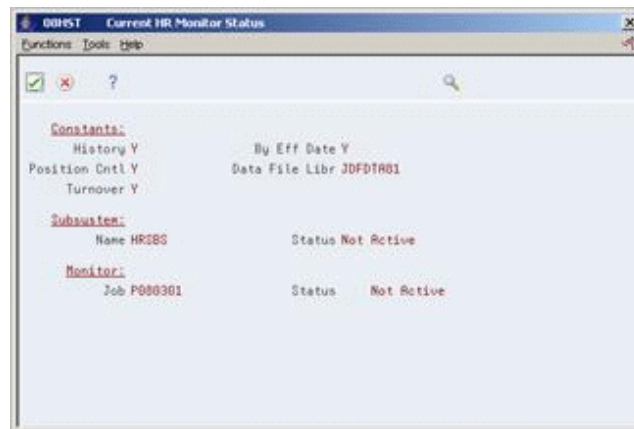 08HST Current HR Monitor Status
Functions Tools Help
?
Constants:
History Y By Eff Date Y
Position Cntl Y Data File Libr JDFDTA81
Turnover Y
Subsystem:
Name HRSBS Status Not Active
Monitor:
Job P080301 Status Not Active